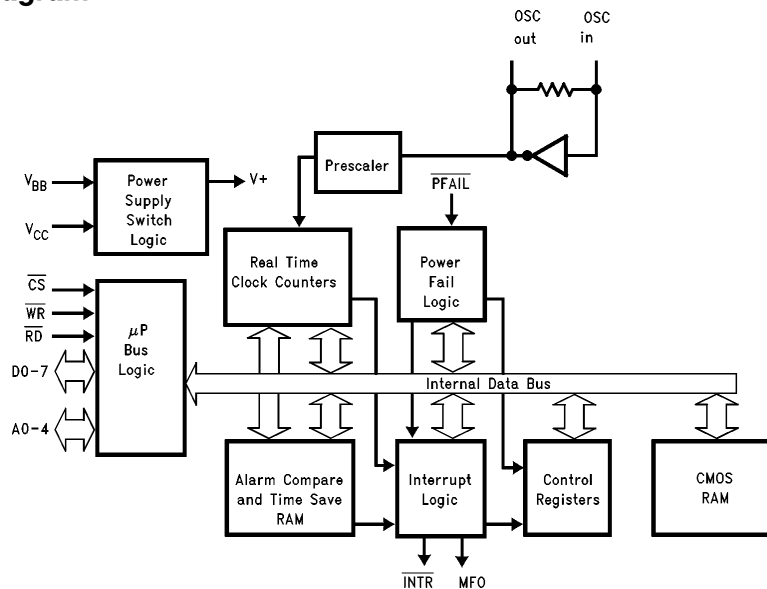 OSC OSC
out in
Prescaler
PFAIL
VBB
VCC
Power
Supply
Switch
Logic
V+
Real Time
Clock Counters
Power
Fail
Logic
CS
WR
RD
D0-7
A0-4
μP
Bus
Logic
Internal Data Bus
Alarm Compare
and Time Save
RAM
Interrupt
Logic
Control
Registers
CMOS
RAM
INTR MFO